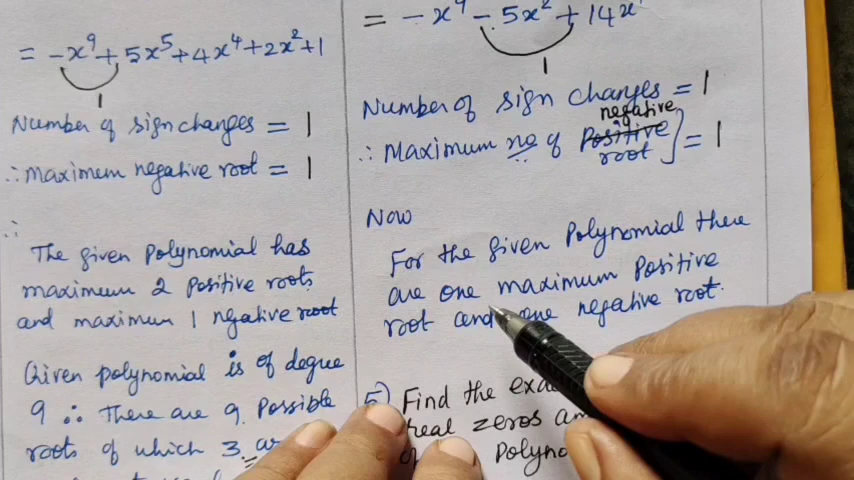 = -x⁹ + 5x⁵ + 4x⁴ + 2x² + 1
1
Number of sign changes = 1
∴ Maximum negative root = 1
∴
The given polynomial has
maximum 2 positive roots
and maximum 1 negative root
Given polynomial is of degree
9 ∴ There are 9 possible
roots of which 3
= - 5x² + 14x
1
Number of sign changes = 1
negative
∴ Maximum no of positive = 1
root
Now
For the given polynomial there
are one maximum positive
root and one negative root.
5) Find the
real zeros
of